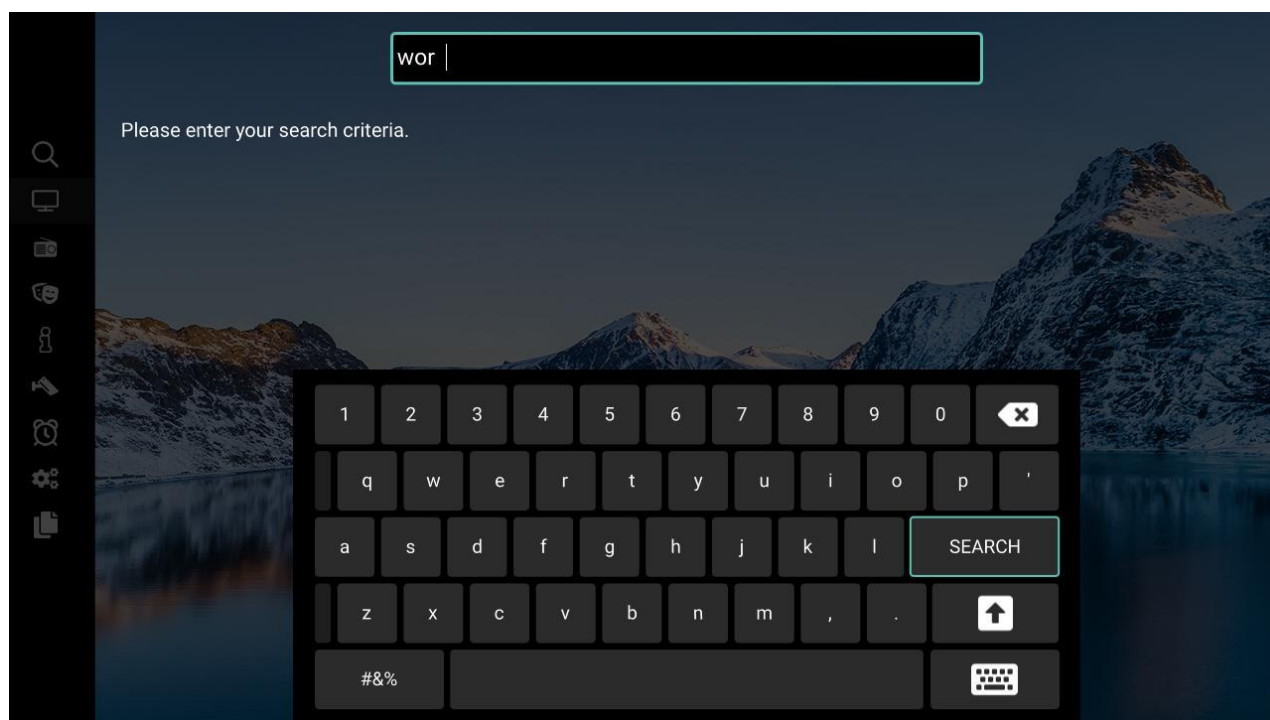 wor
Please enter your search criteria.
1 2 3 4 5 6 7 8 9 0
q w e r t y u i o p '
a s d f g h j k l SEARCH
z x c v b n m , .
#&%